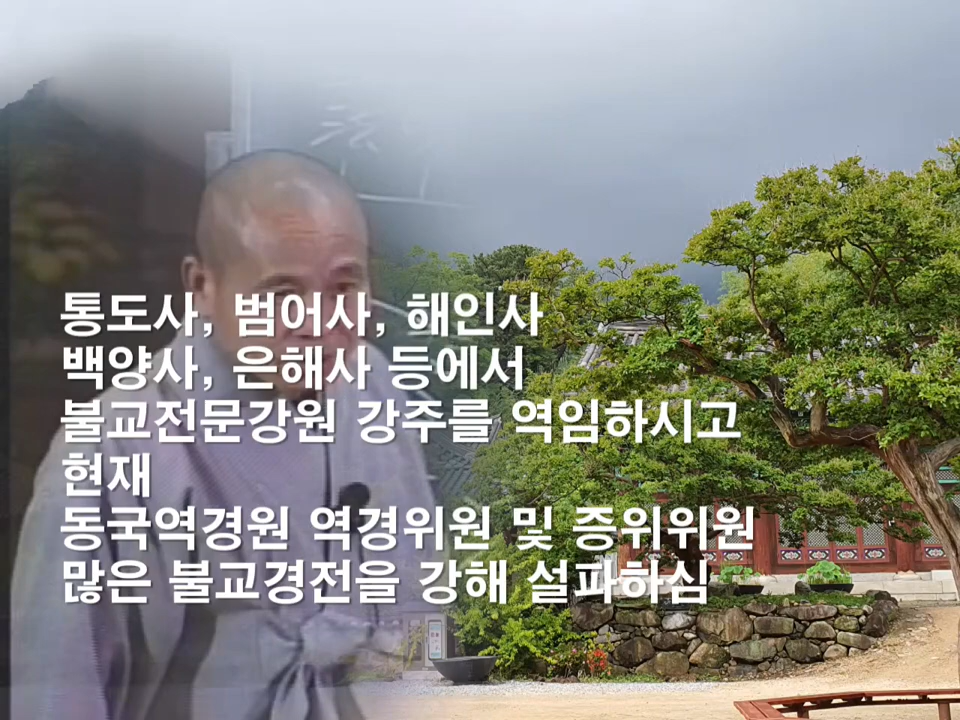 통도사, 범어사, 해인사
백양사, 은해사 등에서
불교전문강원 강주를 역임하시고
현재
동국역경원 역경위원 및 증위위원
많은 불교경전을 강해 설파하심